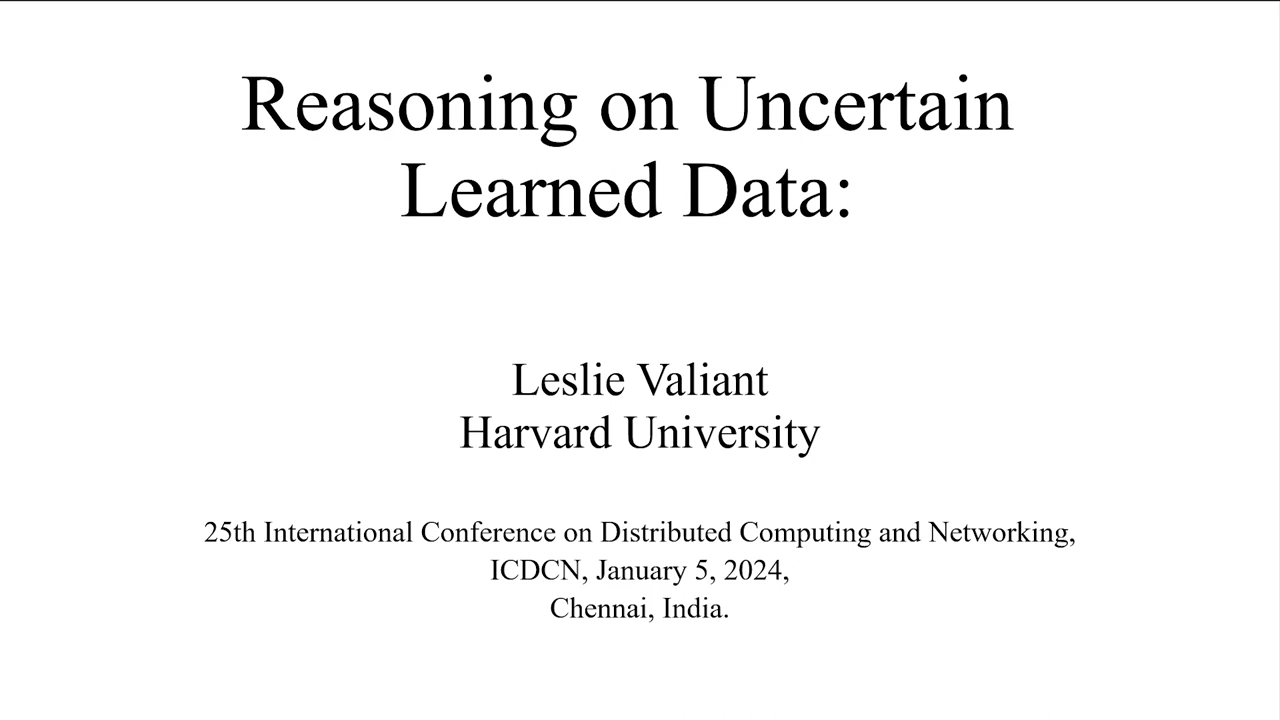 Reasoning on Uncertain
Learned Data:
Leslie Valiant
Harvard University
25th International Conference on Distributed Computing and Networking,
ICDCN, January 5, 2024,
Chennai, India.